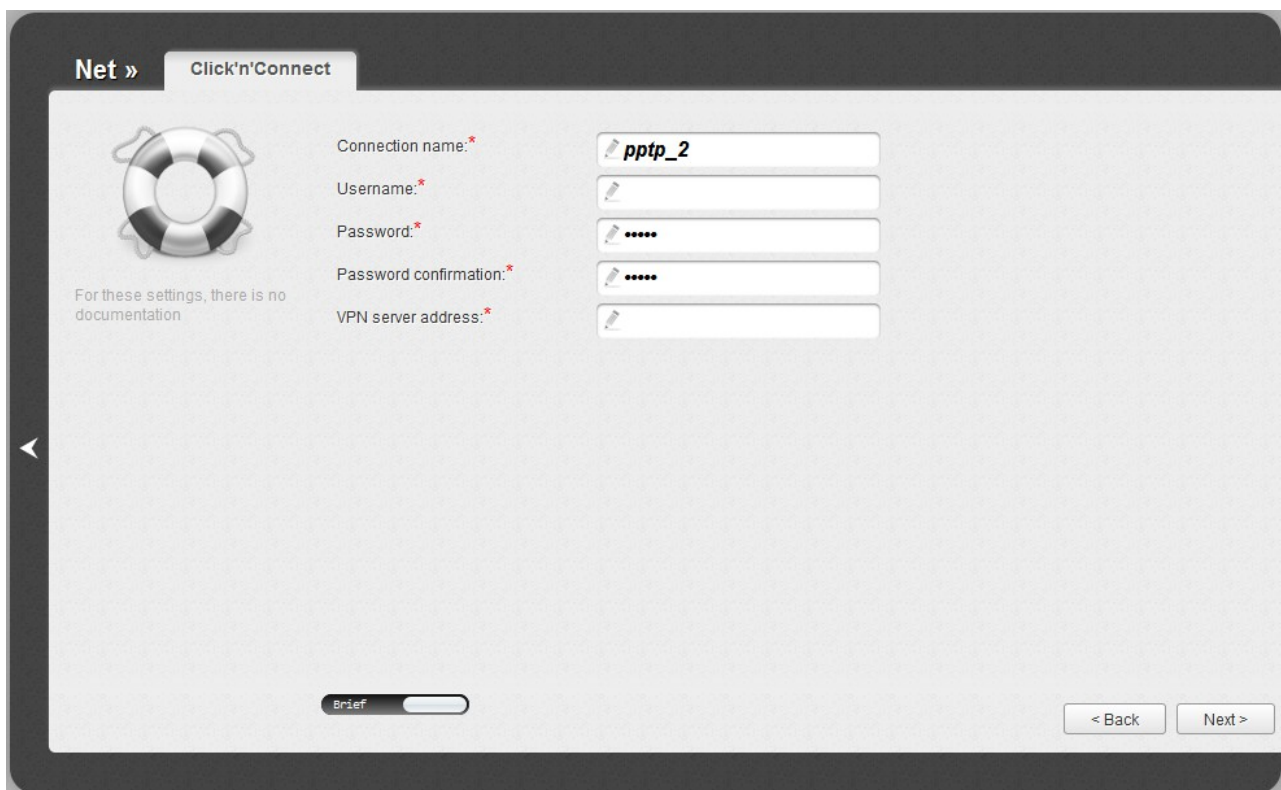 Net » Click'n'Connect
Connection name:* pptp_2
Username:*
Password:* •••••
Password confirmation:* •••••
VPN server address:*
For these settings, there is no
documentation
Brief
< Back Next >